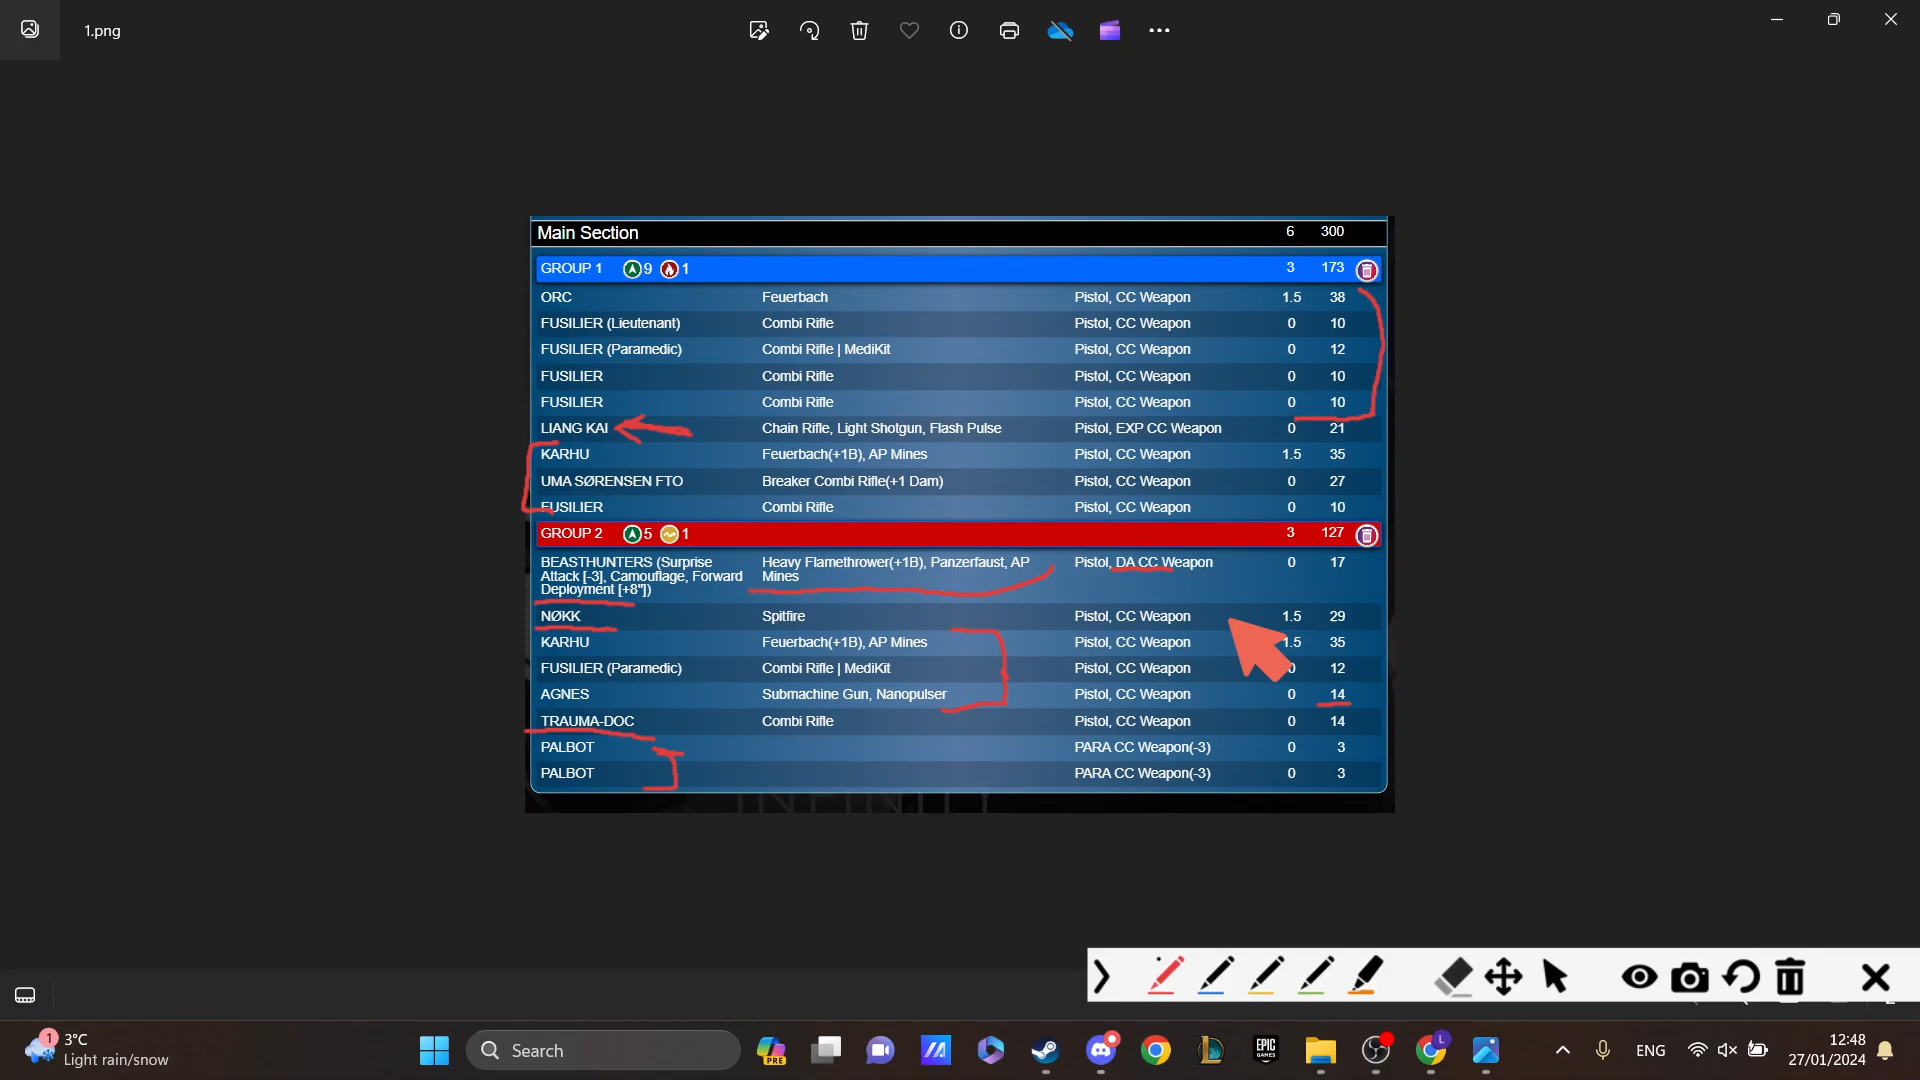 1.png
Main Section 6 300
GROUP 1 9 1 3 173
ORC Feuerbach Pistol, CC Weapon 1.5 38
FUSILIER (Lieutenant) Combi Rifle Pistol, CC Weapon 0 10
FUSILIER (Paramedic) Combi Rifle | MediKit Pistol, CC Weapon 0 12
FUSILIER Combi Rifle Pistol, CC Weapon 0 10
FUSILIER Combi Rifle Pistol, CC Weapon 0 10
LIANG KAI Chain Rifle, Light Shotgun, Flash Pulse Pistol, EXP CC Weapon 0 21
KARHU Feuerbach(+1B), AP Mines Pistol, CC Weapon 1.5 35
UMA SØRENSEN FTO Breaker Combi Rifle(+1 Dam) Pistol, CC Weapon 0 27
FUSILIER Combi Rifle Pistol, CC Weapon 0 10
GROUP 2 5 1 3 127
BEASTHUNTERS (Surprise Heavy Flamethrower(+1B), Panzerfaust, AP Pistol, DA CC Weapon 0 17
Attack [-3], Camouflage, Forward Mines
Deployment [+8"])
NØKK Spitfire Pistol, CC Weapon 1.5 29
KARHU Feuerbach(+1B), AP Mines Pistol, CC Weapon 1.5 35
FUSILIER (Paramedic) Combi Rifle | MediKit Pistol, CC Weapon 0 12
AGNES Submachine Gun, Nanopulser Pistol, CC Weapon 0 14
TRAUMA-DOC Combi Rifle Pistol, CC Weapon 0 14
PALBOT PARA CC Weapon(-3) 0 3
PALBOT PARA CC Weapon(-3) 0 3
INFINITY
1 3°C
Light rain/snow
Search
PRE
EPIC
GAMES
L
ENG
12:48
27/01/2024